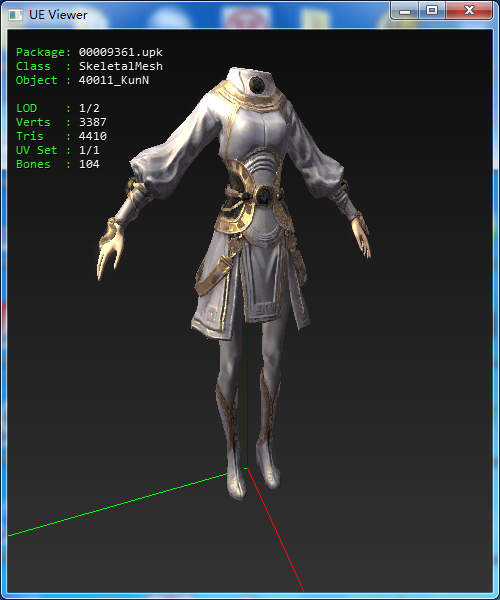 UE Viewer
Package: 00009361.upk
Class : SkeletalMesh
Object : 40011_KunN
LOD : 1/2
Verts : 3387
Tris : 4410
UV Set : 1/1
Bones : 104